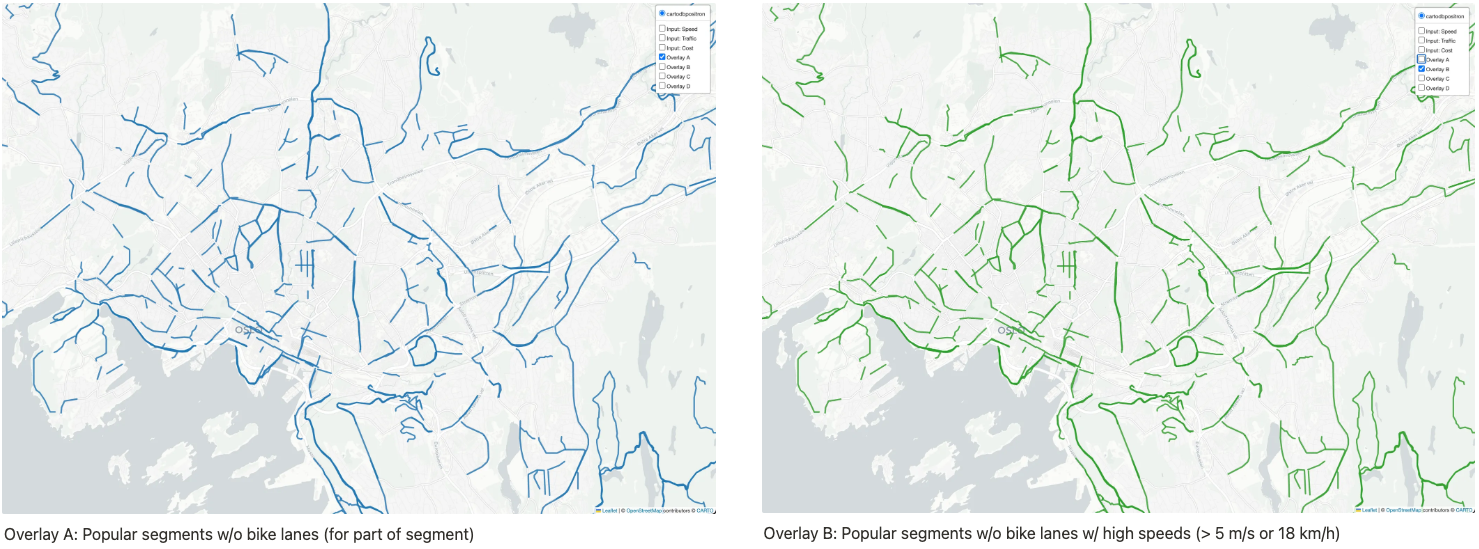 cartodbpositron
Input: Speed
Input: Traffic
Input: Cost
Overlay A
Overlay B
Overlay C
Overlay D
OSLO
Leaflet | © OpenStreetMap contributors © CARTO
Overlay A: Popular segments w/o bike lanes (for part of segment)
cartodbpositron
Input: Speed
Input: Traffic
Input: Cost
Overlay A
Overlay B
Overlay C
Overlay D
OSLO
Leaflet | © OpenStreetMap contributors © CARTO
Overlay B: Popular segments w/o bike lanes w/ high speeds (> 5 m/s or 18 km/h)